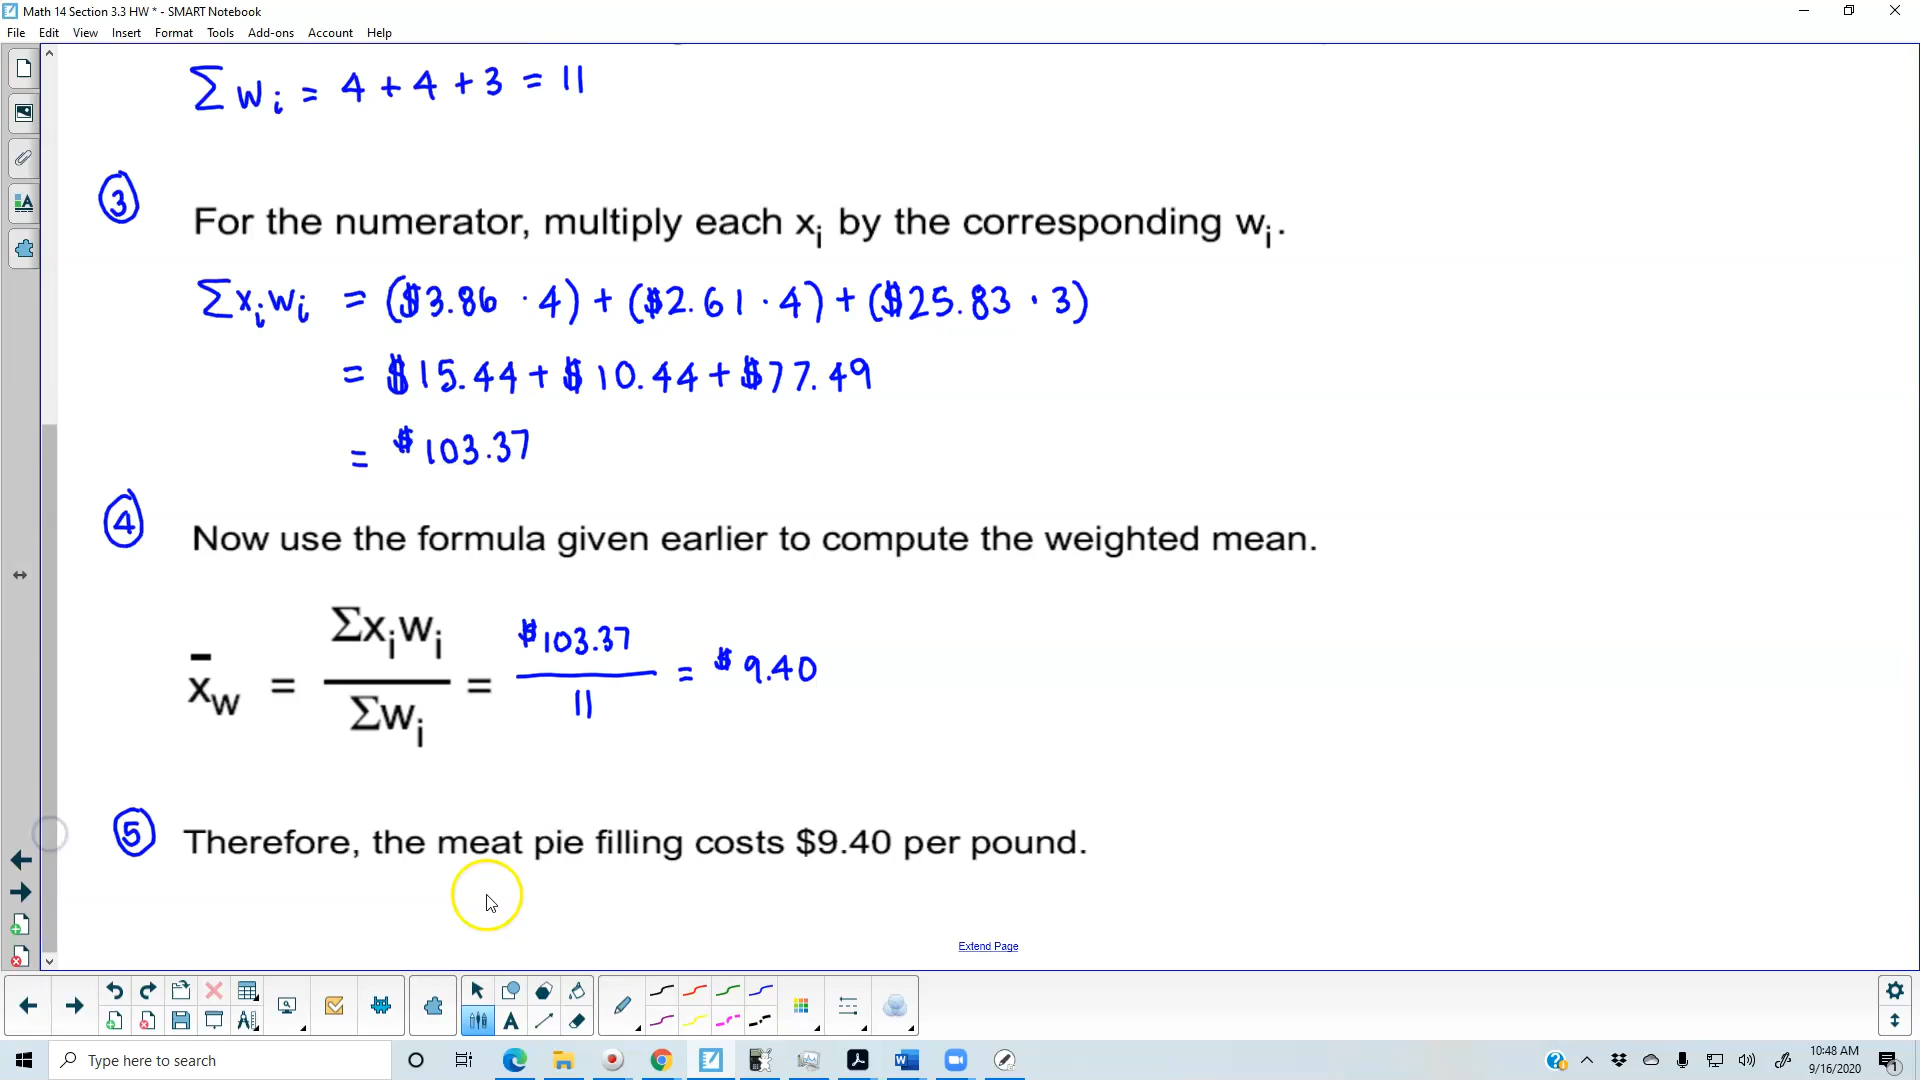 Math 14 Section 3.3 HW * - SMART Notebook
File Edit View Insert Format Tools Add-ons Account Help
Σ wi = 4 + 4 + 3 = 11
3
For the numerator, multiply each xi by the corresponding wi.
Σxiwi = ($3.86 · 4) + ($2.61 · 4) + ($25.83 · 3)
= $15.44 + $10.44 + $77.49
= $103.37
4
Now use the formula given earlier to compute the weighted mean.
x̄w = Σxiwi / Σwi = $103.37 / 11 = $9.40
5
Therefore, the meat pie filling costs $9.40 per pound.
Extend Page
Type here to search
10:48 AM
9/16/2020